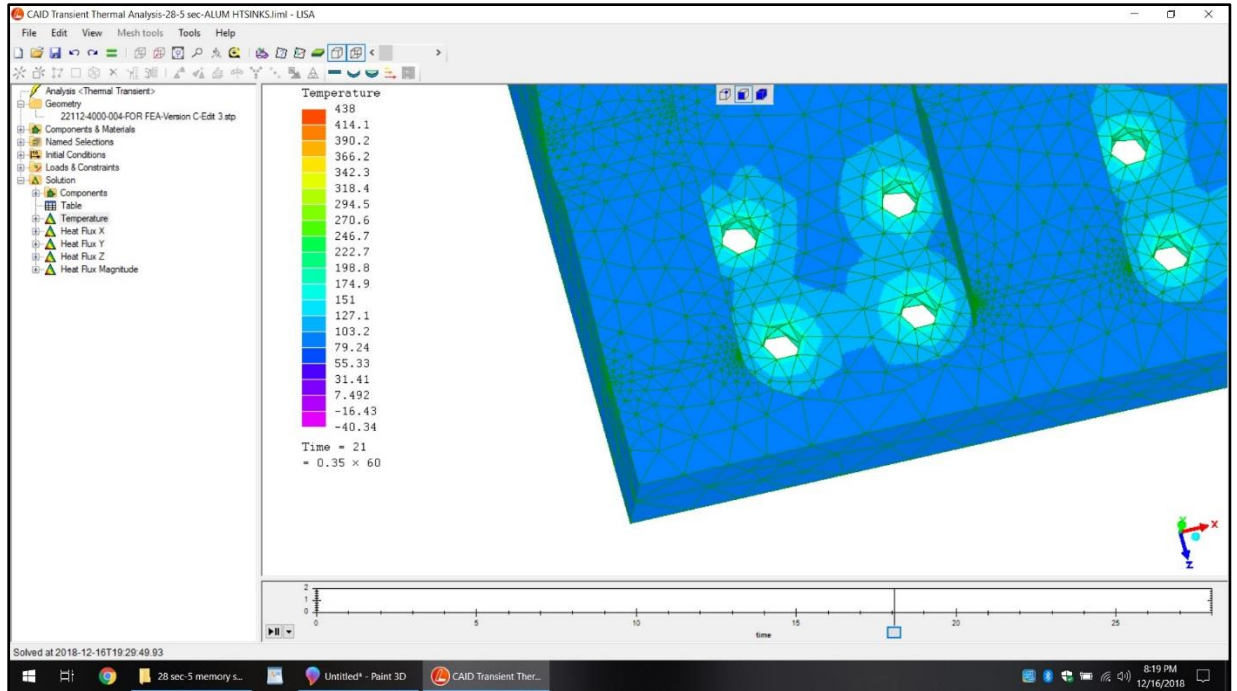 CAID Transient Thermal Analysis-28-5 sec-ALUM HTSINKS.liml - LISA
File Edit View Mesh tools Tools Help
Analysis <Thermal Transient>
Geometry
22112-4000-004-FOR FEA-Version C-Edit 3.stp
Components & Materials
Named Selections
Initial Conditions
Loads & Constraints
Solution
Components
Table
Temperature
Heat Flux X
Heat Flux Y
Heat Flux Z
Heat Flux Magnitude
Temperature
438
414.1
390.2
366.2
342.3
318.4
294.5
270.6
246.7
222.7
198.8
174.9
151
127.1
103.2
79.24
55.33
31.41
7.492
-16.43
-40.34
Time = 21
= 0.35 × 60
Y
X
Z
2
1
0
0 5 10 15 20 25
time
Solved at 2018-12-16T19:29:49.93
28 sec-5 memory s...
Untitled* - Paint 3D
CAID Transient Ther...
8:19 PM
12/16/2018